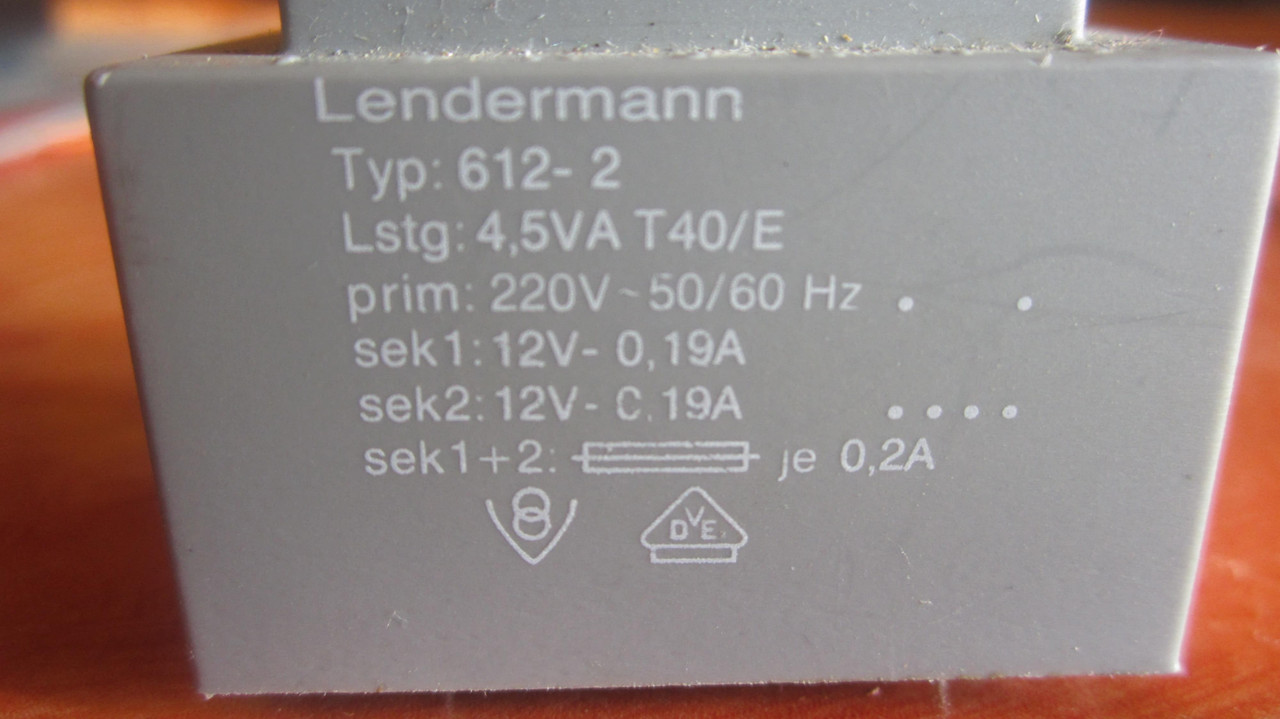 Lendermann
Typ: 612- 2
Lstg: 4,5VA T40/E
prim: 220V ~ 50/60 Hz
sek1: 12V- 0,19A
sek2: 12V- 0,19A
sek1+2: je 0,2A
DVE